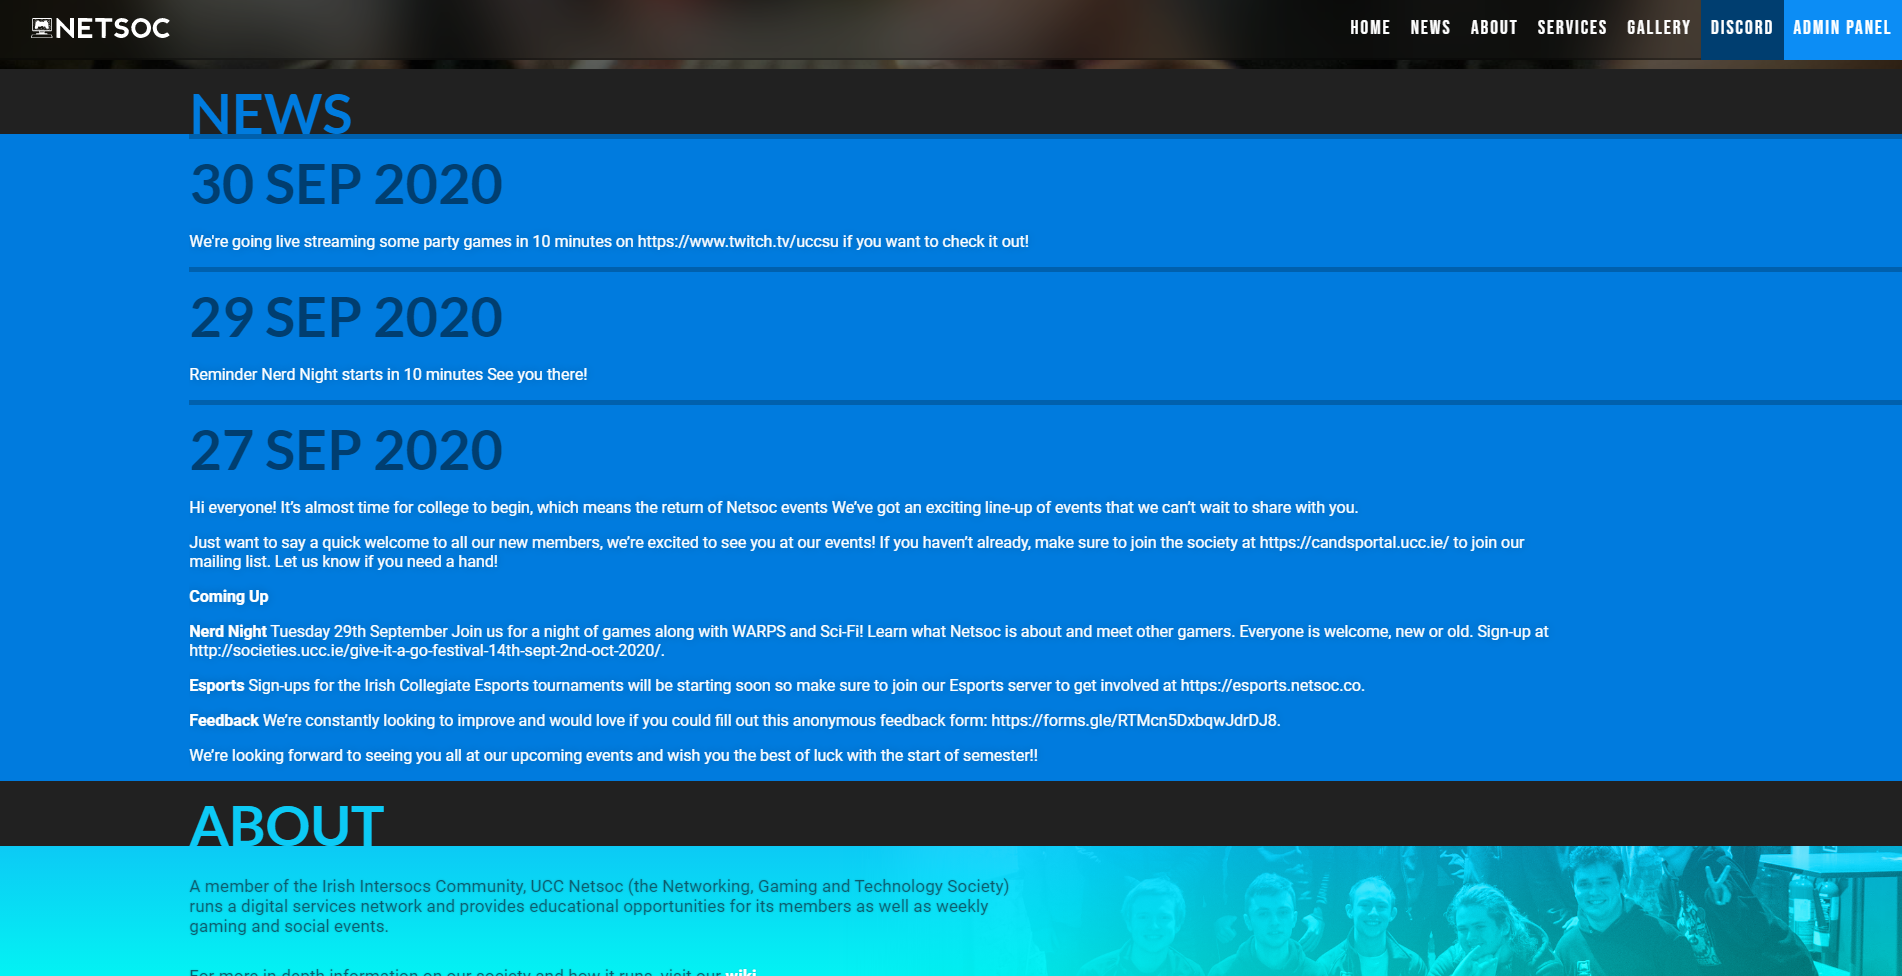 NETSOC
HOME NEWS ABOUT SERVICES GALLERY DISCORD ADMIN PANEL
NEWS
30 SEP 2020
We're going live streaming some party games in 10 minutes on https://www.twitch.tv/uccsu if you want to check it out!
29 SEP 2020
Reminder Nerd Night starts in 10 minutes See you there!
27 SEP 2020
Hi everyone! It’s almost time for college to begin, which means the return of Netsoc events We’ve got an exciting line-up of events that we can’t wait to share with you.
Just want to say a quick welcome to all our new members, we’re excited to see you at our events! If you haven’t already, make sure to join the society at https://candsportal.ucc.ie/ to join our
mailing list. Let us know if you need a hand!
Coming Up
Nerd Night Tuesday 29th September Join us for a night of games along with WARPS and Sci-Fi! Learn what Netsoc is about and meet other gamers. Everyone is welcome, new or old. Sign-up at
http://societies.ucc.ie/give-it-a-go-festival-14th-sept-2nd-oct-2020/.
Esports Sign-ups for the Irish Collegiate Esports tournaments will be starting soon so make sure to join our Esports server to get involved at https://esports.netsoc.co.
Feedback We’re constantly looking to improve and would love if you could fill out this anonymous feedback form: https://forms.gle/RTMcn5DxbqwJdrDJ8.
We’re looking forward to seeing you all at our upcoming events and wish you the best of luck with the start of semester!!
ABOUT
A member of the Irish Intersocs Community, UCC Netsoc (the Networking, Gaming and Technology Society)
runs a digital services network and provides educational opportunities for its members as well as weekly
gaming and social events.
For more in-depth information on our society and how it runs, visit our wiki